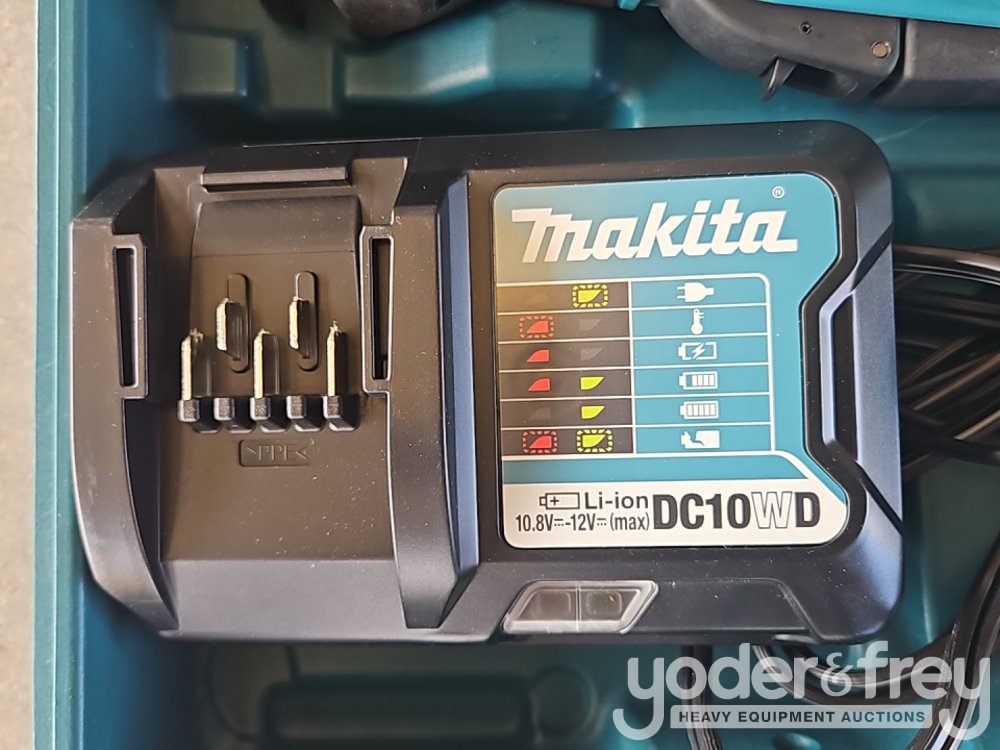 makita®
>PPE<
Li-ion
10.8V⎓-12V⎓(max) DC10WD
yoder&frey
HEAVY EQUIPMENT AUCTIONS